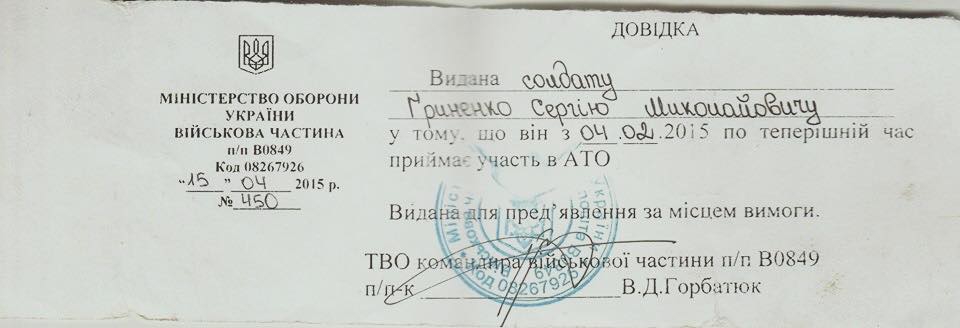 МІНІСТЕРСТВО ОБОРОНИ
УКРАЇНИ
ВІЙСЬКОВА ЧАСТИНА
п/п В0849
Код 08267926
"15" 04 2015 р.
№ 450
ДОВІДКА
Видана солдату
Гриненко Сергію Миколайовичу
у тому, що він з 04.02.2015 по теперішній час
приймає участь в АТО
Видана для пред'явлення за місцем вимоги.
ТВО командира військової частини п/п В0849
п/п-к В.Д.Горбатюк
Код 08267926